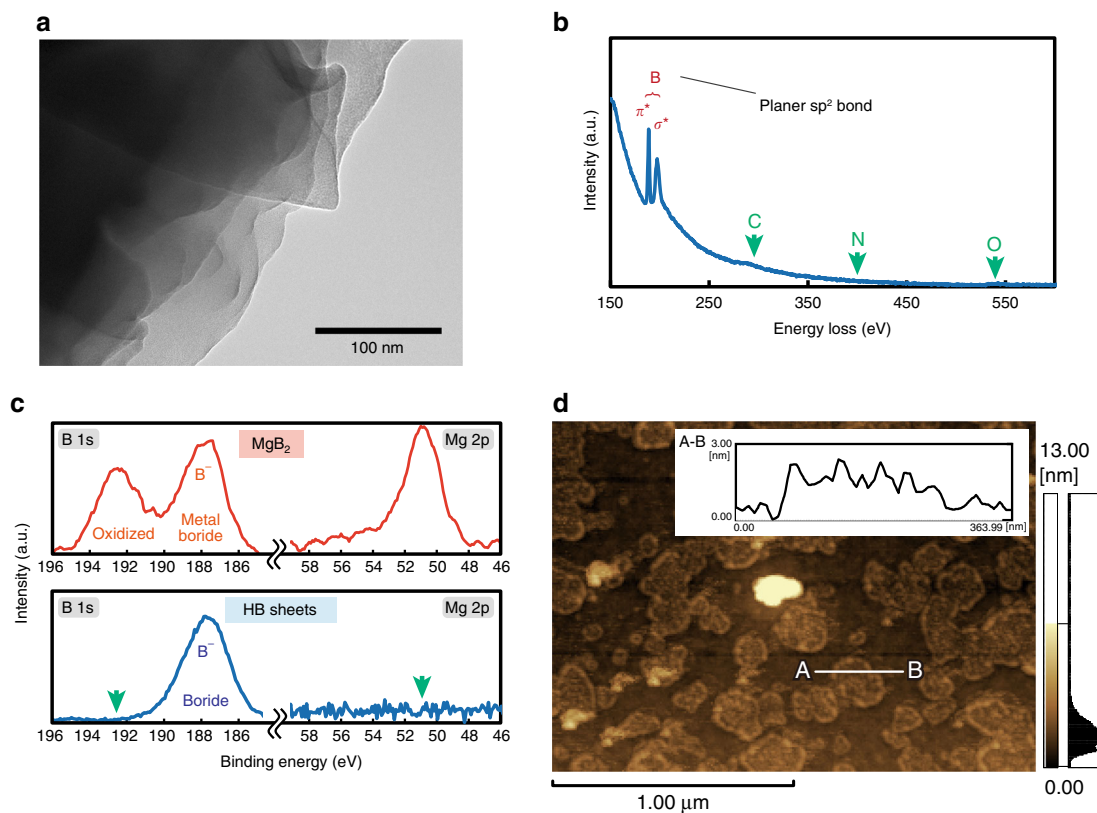 a
100 nm
b
Intensity (a.u.)
B
π* σ*
Planer sp² bond
C
N
O
150 250 350 450 550
Energy loss (eV)
c
Intensity (a.u.)
B 1s
MgB₂
Mg 2p
B⁻
Oxidized
Metal
boride
196 194 192 190 188 186 58 56 54 52 50 48 46
B 1s
HB sheets
Mg 2p
B⁻
Boride
196 194 192 190 188 186 58 56 54 52 50 48 46
Binding energy (eV)
d
A-B
3.00
[nm]
0.00
0.00 363.99 [nm]
A B
1.00 μm
13.00
[nm]
0.00